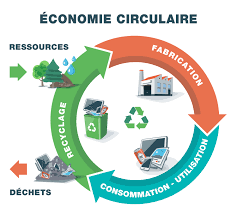 ÉCONOMIE CIRCULAIRE
RESSOURCES
FABRICATION
RECYCLAGE
CONSOMMATION - UTILISATION
DÉCHETS